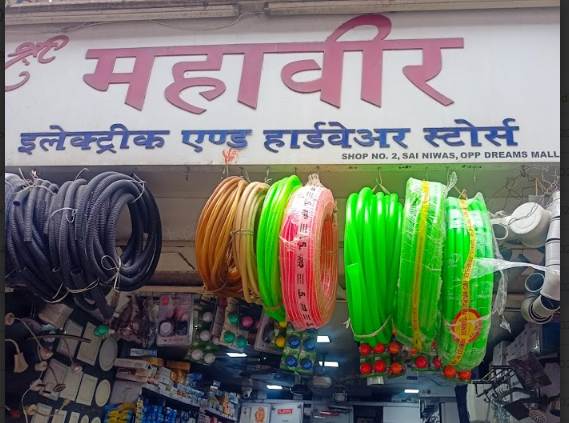 श्री महावीर
इलेक्ट्रीक एण्ड हार्डवेअर स्टोर्स
SHOP NO. 2, SAI NIWAS, OPP DREAMS MALL